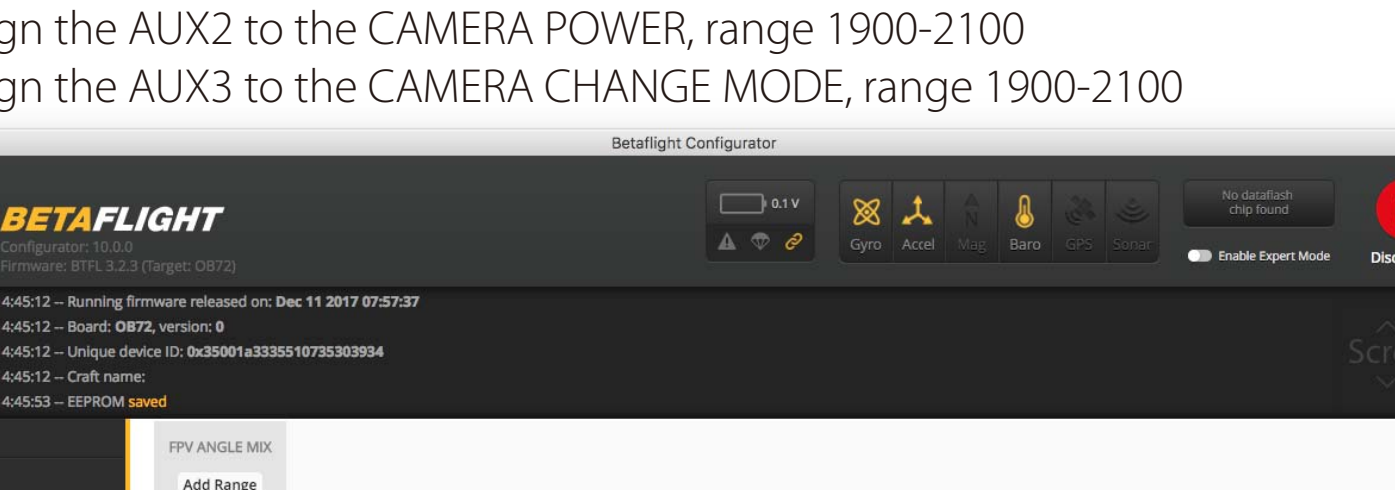 gn the AUX2 to the CAMERA POWER, range 1900-2100
gn the AUX3 to the CAMERA CHANGE MODE, range 1900-2100
Betaflight Configurator
BETAFLIGHT
Configurator: 10.0.0
Firmware: BTFL 3.2.3 (Target: OB72)
0.1 V
Gyro Accel Mag Baro GPS Sonar
No dataflash
chip found
Enable Expert Mode
Disc
4:45:12 -- Running firmware released on: Dec 11 2017 07:57:37
4:45:12 -- Board: OB72, version: 0
4:45:12 -- Unique device ID: 0x35001a3335510735303934
4:45:12 -- Craft name:
4:45:53 -- EEPROM saved
Scr
FPV ANGLE MIX
Add Range